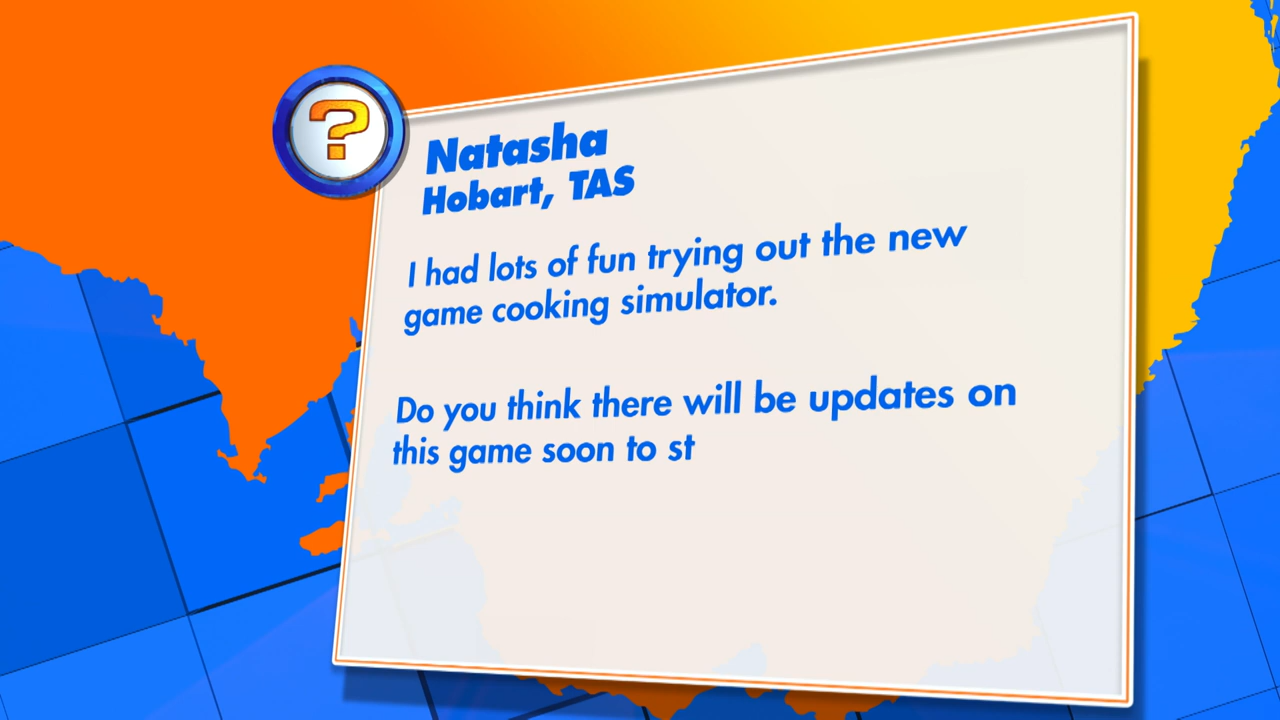 ?
Natasha
Hobart, TAS
I had lots of fun trying out the new
game cooking simulator.
Do you think there will be updates on
this game soon to st